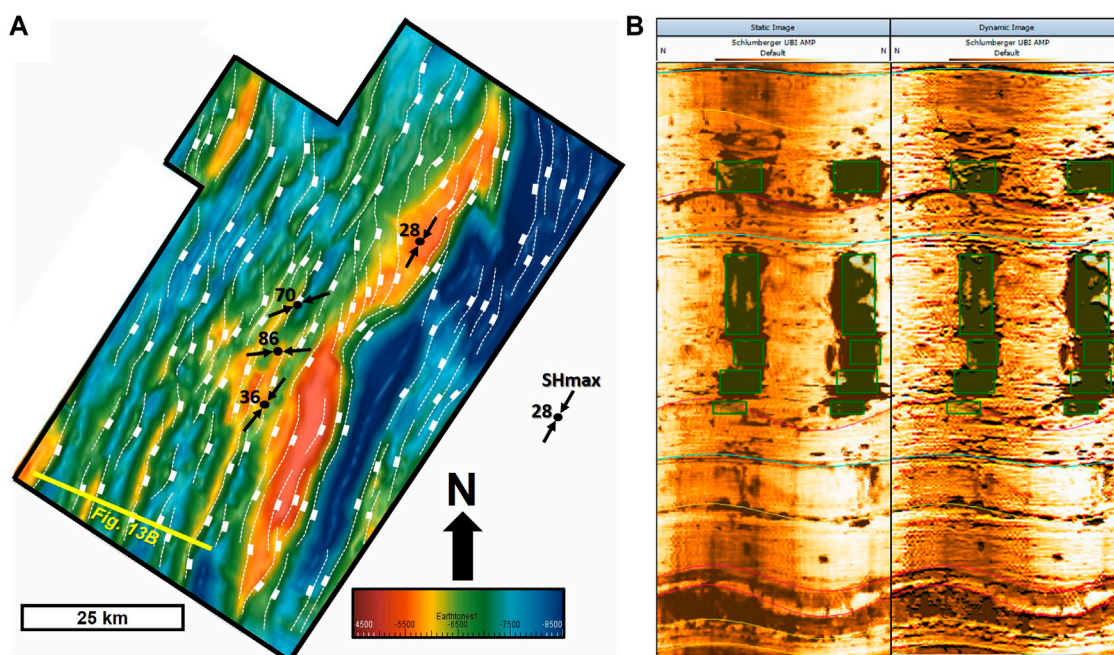 A
28
70
86
36
SHmax
28
Fig. 13B
N
25 km
Earthtones1
4500 -5500 -6500 -7500 -8500
B
Static Image Dynamic Image
Schlumberger UBI AMP Schlumberger UBI AMP
N Default N N Default